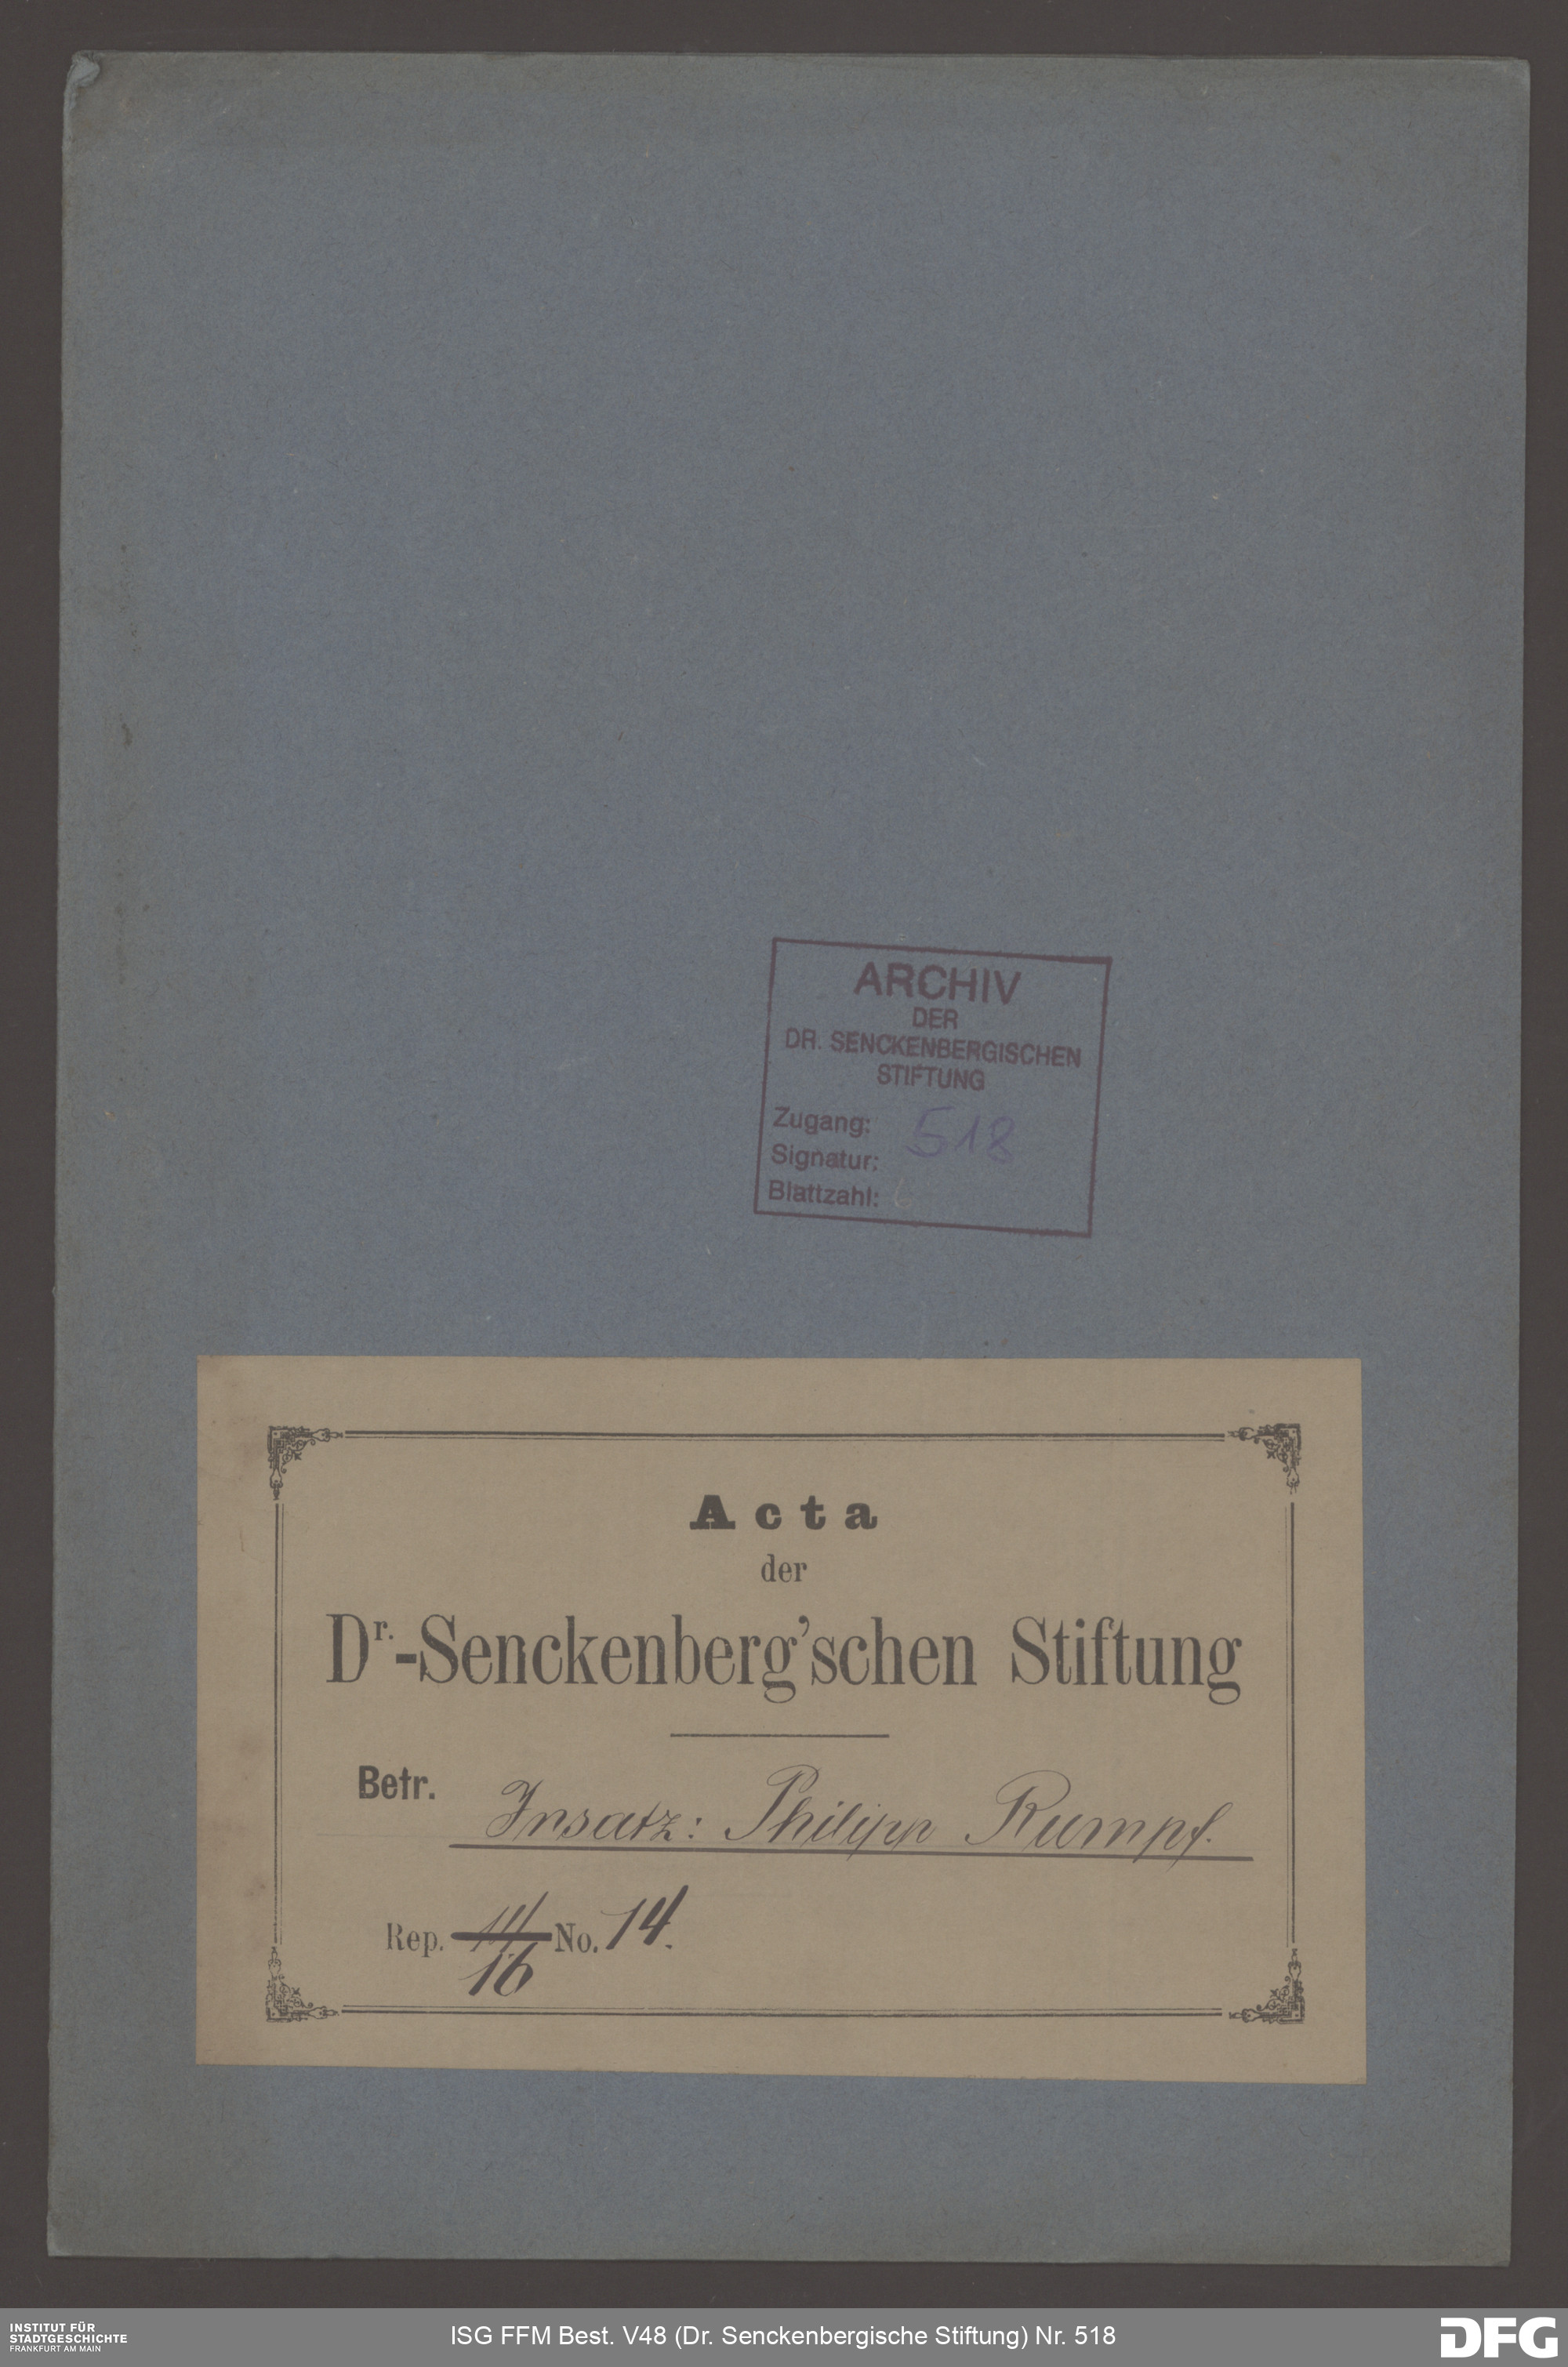 ARCHIV
DER
DR. SENCKENBERGISCHEN
STIFTUNG
Zugang: 518
Signatur:
Blattzahl:
Acta
der
Dr.-Senckenberg'schen Stiftung
Betr. Insatz: Philipp Rumpf.
Rep. 14 No. 14.
16
INSTITUT FÜR
STADTGESCHICHTE
FRANKFURT AM MAIN
ISG FFM Best. V48 (Dr. Senckenbergische Stiftung) Nr. 518
DFG